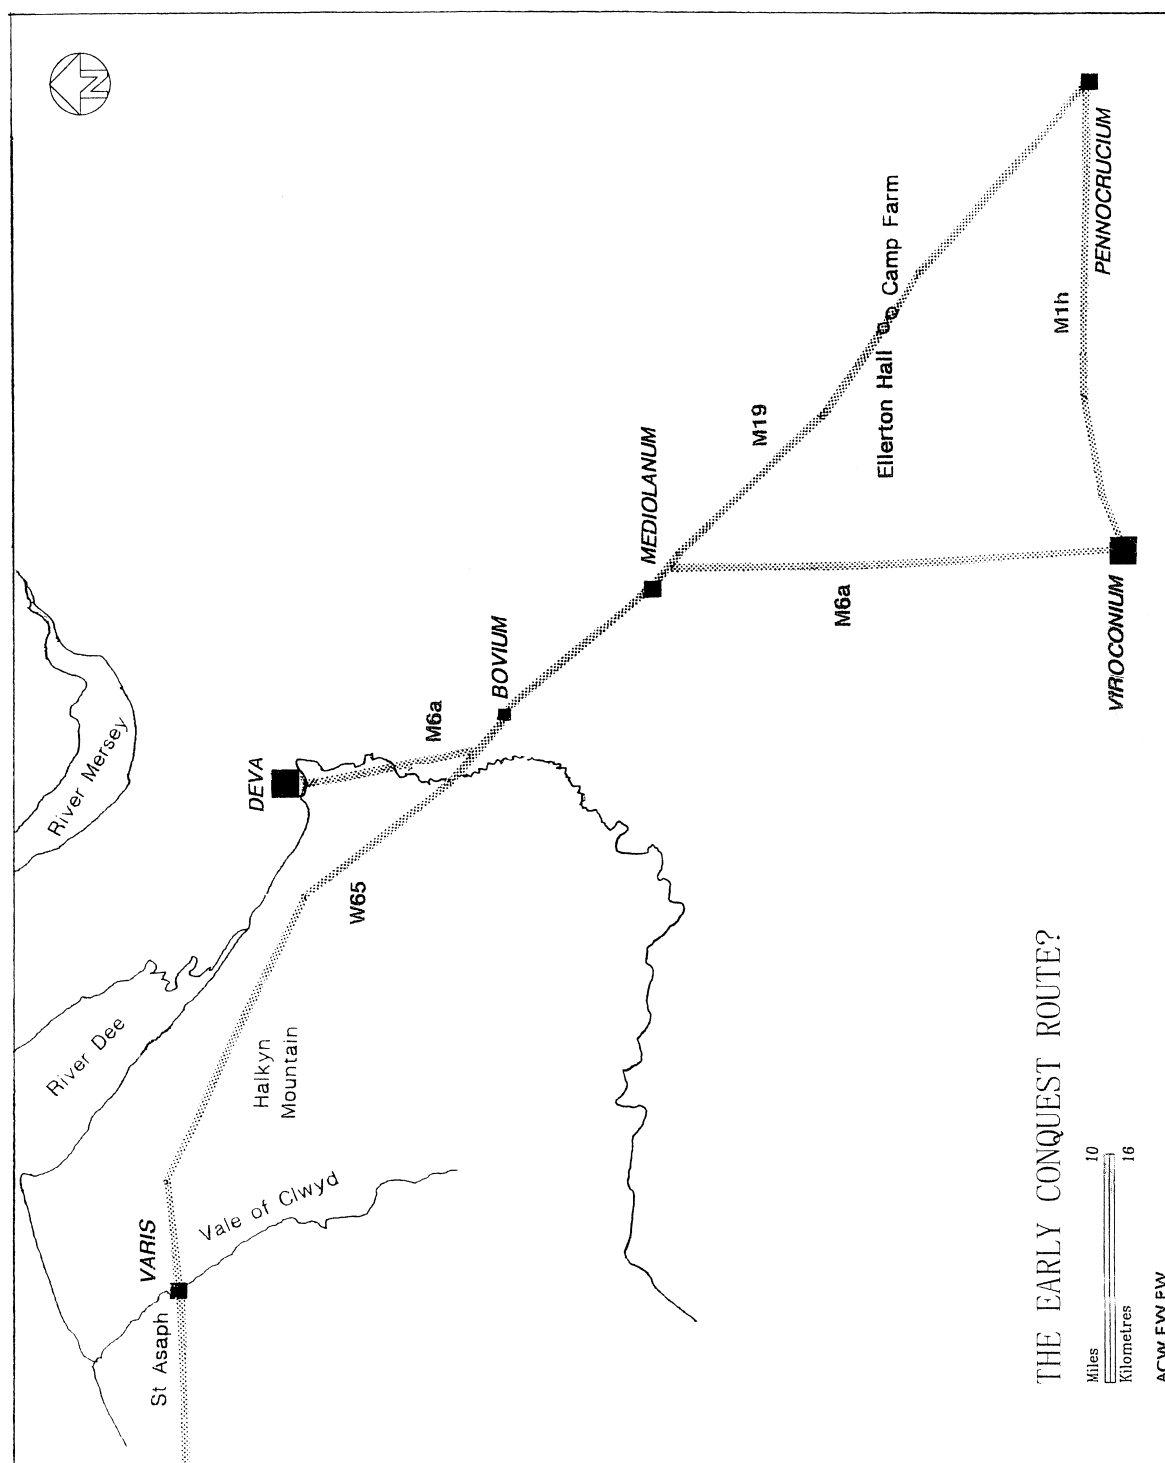 N
River Mersey
River Dee
DEVA
M6a
BOVIUM
MEDIOLANUM
M19
Ellerton Hall
Camp Farm
PENNOCRUCIUM
M1h
M6a
VIROCONIUM
W65
Halkyn
Mountain
Vale of Clwyd
VARIS
St Asaph
THE EARLY CONQUEST ROUTE?
Miles 10
Kilometres 16